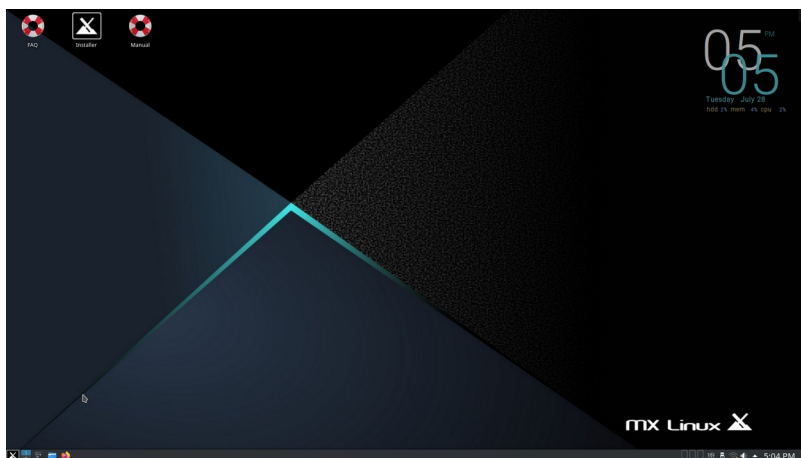 FAQ
Installer
Manual
05 PM
05
Tuesday July 28
hdd 1% mem 4% cpu 2%
MX Linux
5:04 PM